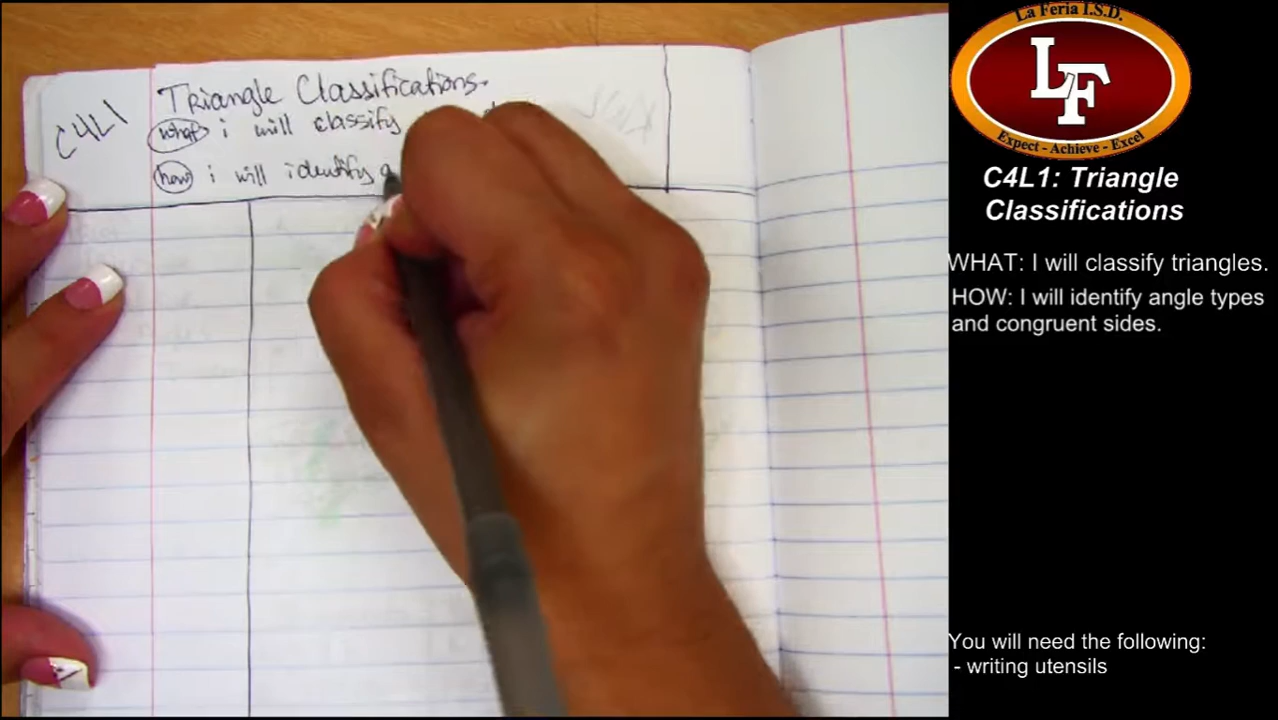 C4L1
Triangle Classifications.
what i will classify
how i will identify a
La Feria I.S.D.
LF
Expect - Achieve - Excel
C4L1: Triangle
Classifications
WHAT: I will classify triangles.
HOW: I will identify angle types
and congruent sides.
You will need the following:
- writing utensils